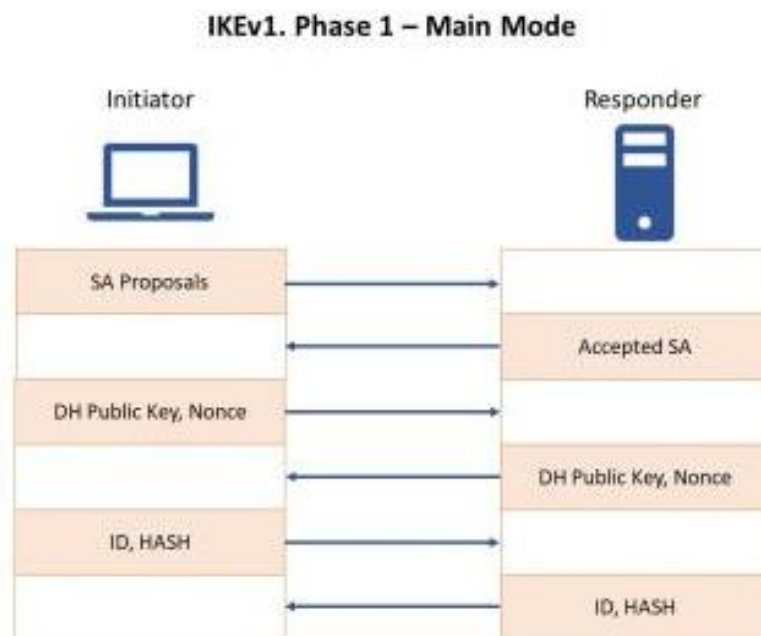 IKEv1. Phase 1 – Main Mode
Initiator
Responder
SA Proposals
Accepted SA
DH Public Key, Nonce
DH Public Key, Nonce
ID, HASH
ID, HASH